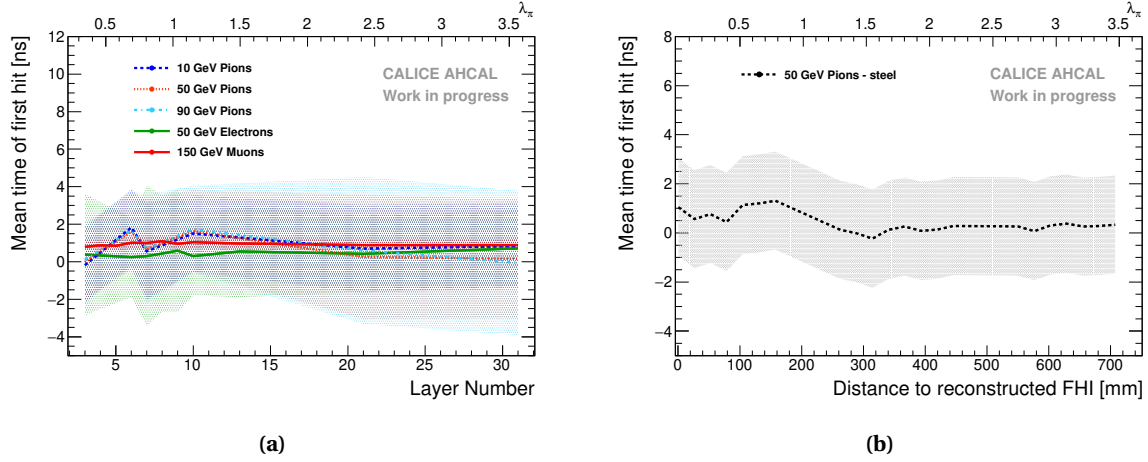 0.5 1 1.5 2 2.5 3 3.5 λπ
Mean time of first hit [ns]
12
10
8
6
4
2
0
−2
−4
10 GeV Pions
50 GeV Pions
90 GeV Pions
50 GeV Electrons
150 GeV Muons
CALICE AHCAL
Work in progress
5 10 15 20 25 30
Layer Number
(a)
0 0.5 1 1.5 2 2.5 3 3.5 λπ
Mean time of first hit [ns]
8
6
4
2
0
−2
−4
50 GeV Pions - steel
CALICE AHCAL
Work in progress
0 100 200 300 400 500 600 700
Distance to reconstructed FHI [mm]
(b)